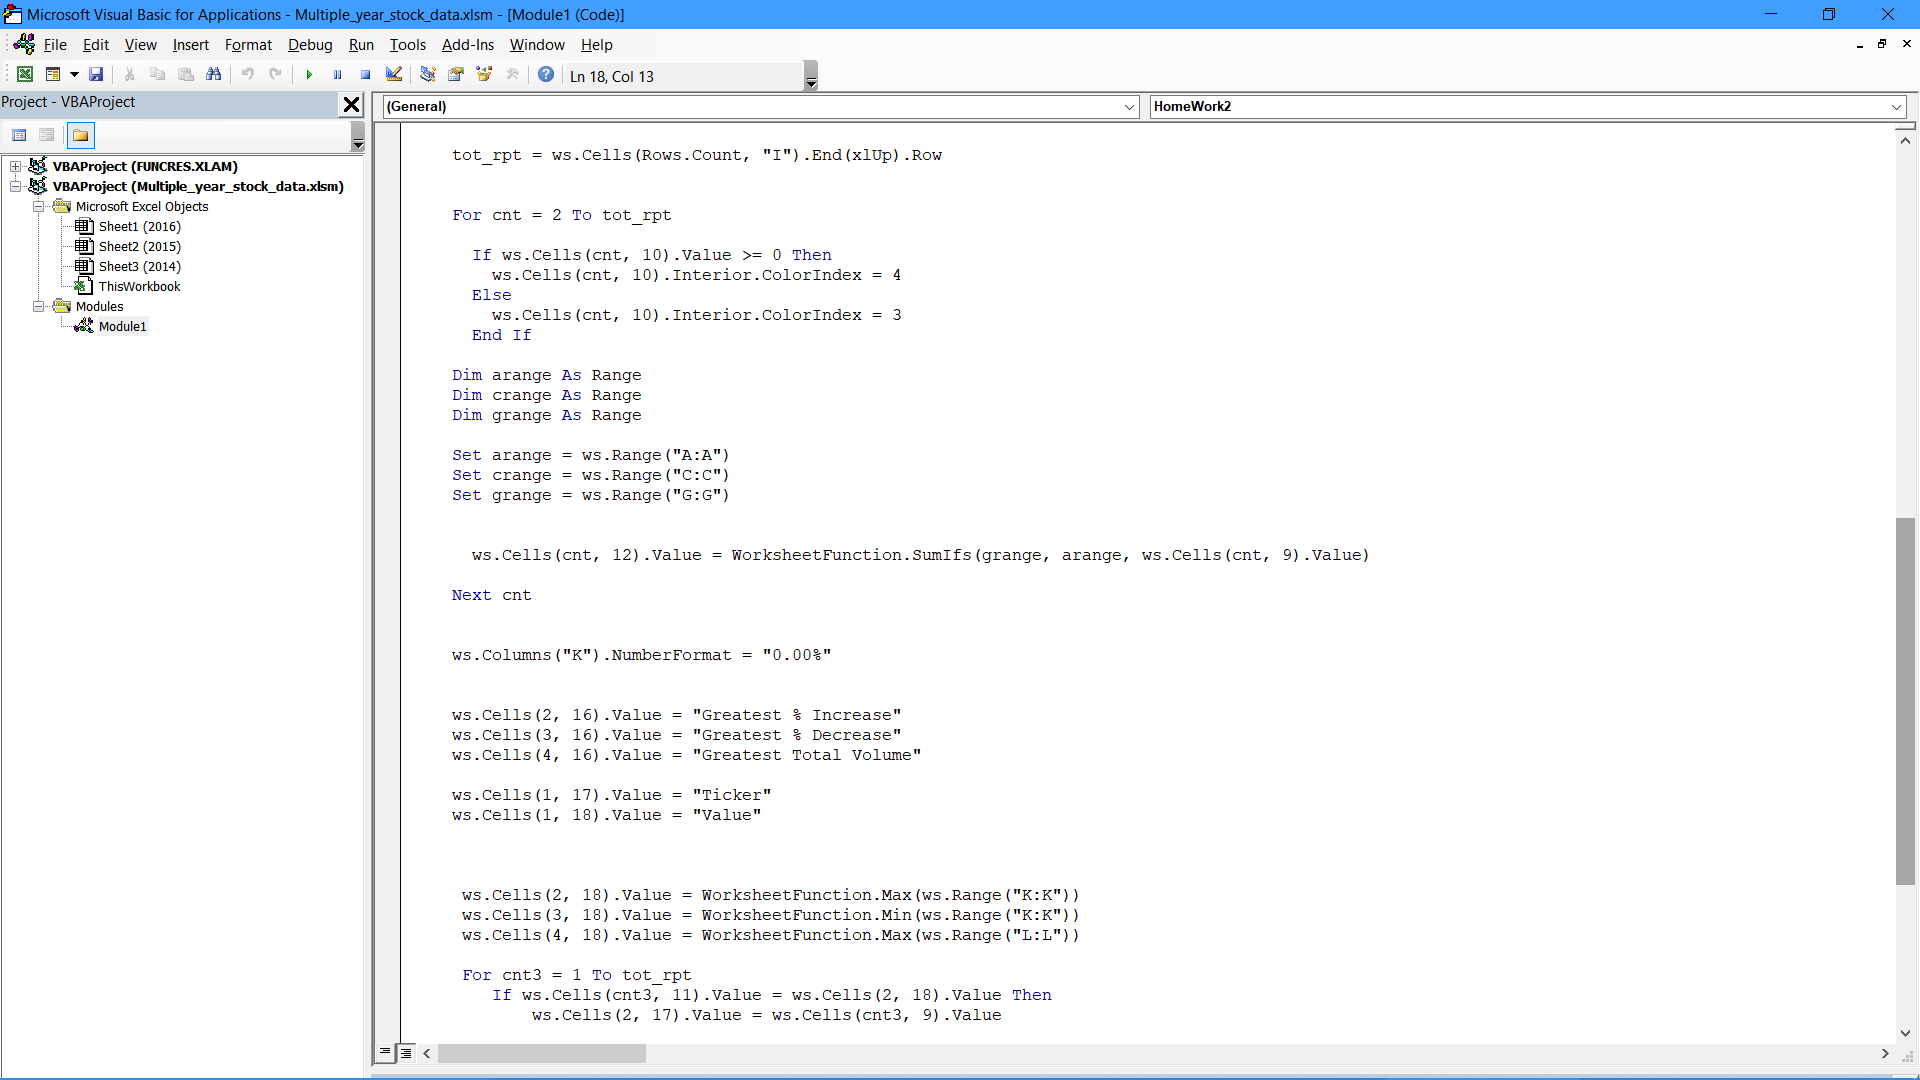 Microsoft Visual Basic for Applications - Multiple_year_stock_data.xlsm - [Module1 (Code)]
File Edit View Insert Format Debug Run Tools Add-Ins Window Help
Ln 18, Col 13
Project - VBAProject
VBAProject (FUNCRES.XLAM)
VBAProject (Multiple_year_stock_data.xlsm)
Microsoft Excel Objects
Sheet1 (2016)
Sheet2 (2015)
Sheet3 (2014)
ThisWorkbook
Modules
Module1
(General)
HomeWork2
tot_rpt = ws.Cells(Rows.Count, "I").End(xlUp).Row
For cnt = 2 To tot_rpt
If ws.Cells(cnt, 10).Value >= 0 Then
ws.Cells(cnt, 10).Interior.ColorIndex = 4
Else
ws.Cells(cnt, 10).Interior.ColorIndex = 3
End If
Dim arange As Range
Dim crange As Range
Dim grange As Range
Set arange = ws.Range("A:A")
Set crange = ws.Range("C:C")
Set grange = ws.Range("G:G")
ws.Cells(cnt, 12).Value = WorksheetFunction.SumIfs(grange, arange, ws.Cells(cnt, 9).Value)
Next cnt
ws.Columns("K").NumberFormat = "0.00%"
ws.Cells(2, 16).Value = "Greatest % Increase"
ws.Cells(3, 16).Value = "Greatest % Decrease"
ws.Cells(4, 16).Value = "Greatest Total Volume"
ws.Cells(1, 17).Value = "Ticker"
ws.Cells(1, 18).Value = "Value"
ws.Cells(2, 18).Value = WorksheetFunction.Max(ws.Range("K:K"))
ws.Cells(3, 18).Value = WorksheetFunction.Min(ws.Range("K:K"))
ws.Cells(4, 18).Value = WorksheetFunction.Max(ws.Range("L:L"))
For cnt3 = 1 To tot_rpt
If ws.Cells(cnt3, 11).Value = ws.Cells(2, 18).Value Then
ws.Cells(2, 17).Value = ws.Cells(cnt3, 9).Value